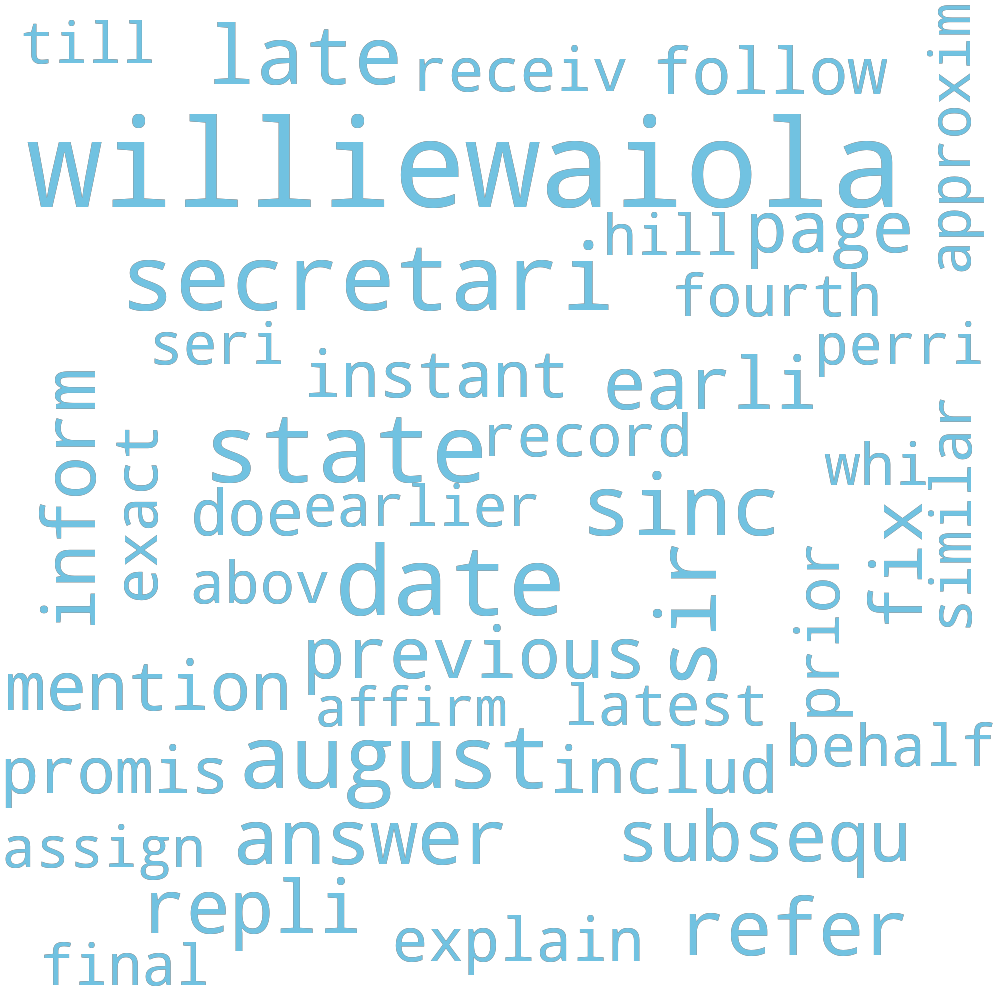 till
late
receiv
follow
approxim
williewaiola
hill
page
secretari
fourth
seri
instant
earli
perri
inform
exact
state
record
whi
similar
doe
earlier
sinc
fix
abov
date
sir
prior
previous
mention
affirm
latest
promis
august
includ
behalf
assign
answer
subsequ
repli
refer
final
explain